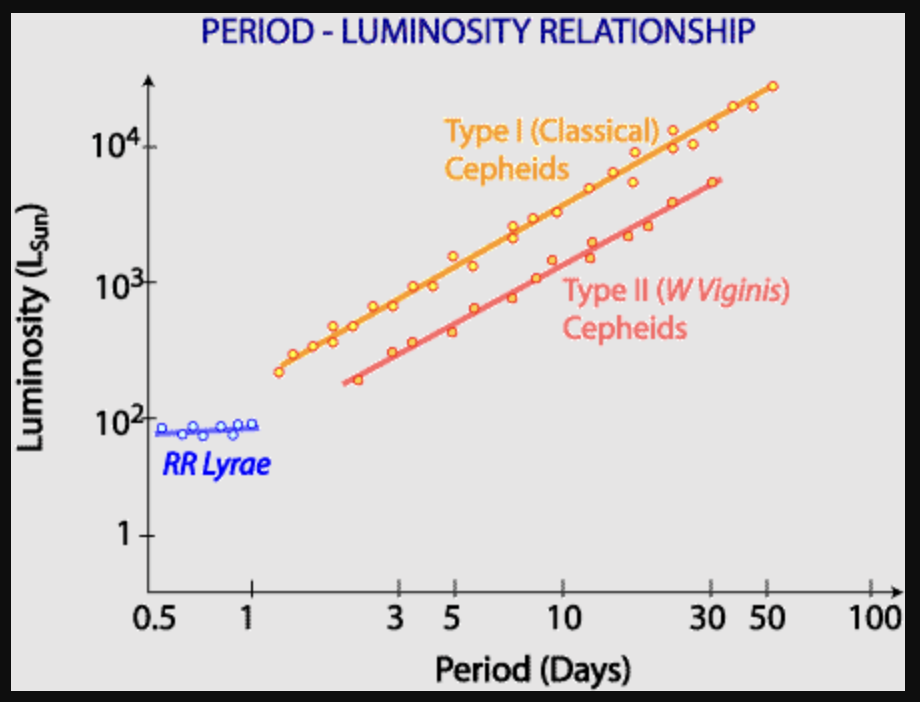 PERIOD - LUMINOSITY RELATIONSHIP
Type I (Classical)
Cepheids
10⁴
Luminosity (LSun)
10³
Type II (W Viginis)
Cepheids
10²
RR Lyrae
1
0.5 1 3 5 10 30 50 100
Period (Days)